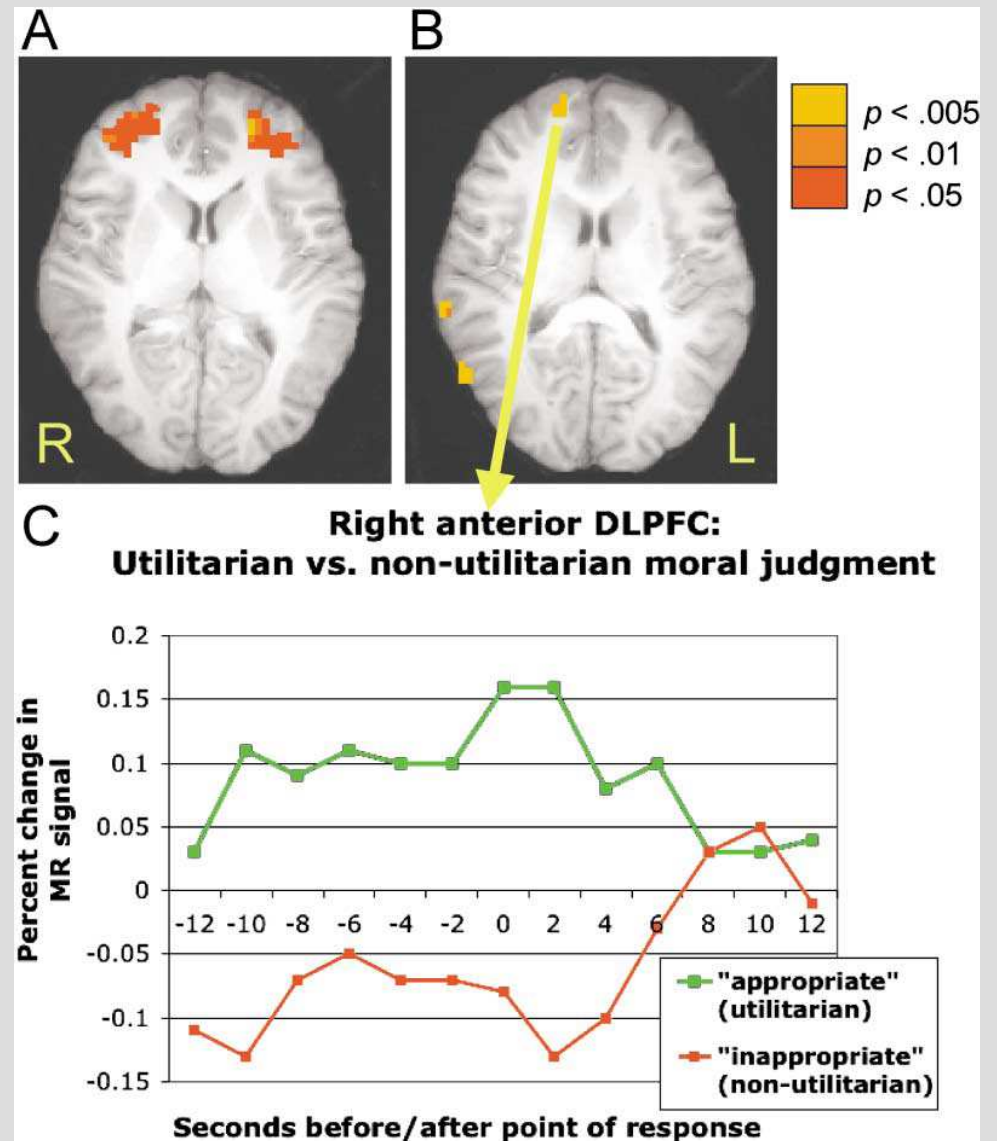 A
B
p < .005
p < .01
p < .05
R
L
C
Right anterior DLPFC:
Utilitarian vs. non-utilitarian moral judgment
0.2
0.15
0.1
0.05
0
-0.05
-0.1
-0.15
Percent change in
MR signal
-12 -10 -8 -6 -4 -2 0 2 4 6 8 10 12
"appropriate"
(utilitarian)
"inappropriate"
(non-utilitarian)
Seconds before/after point of response